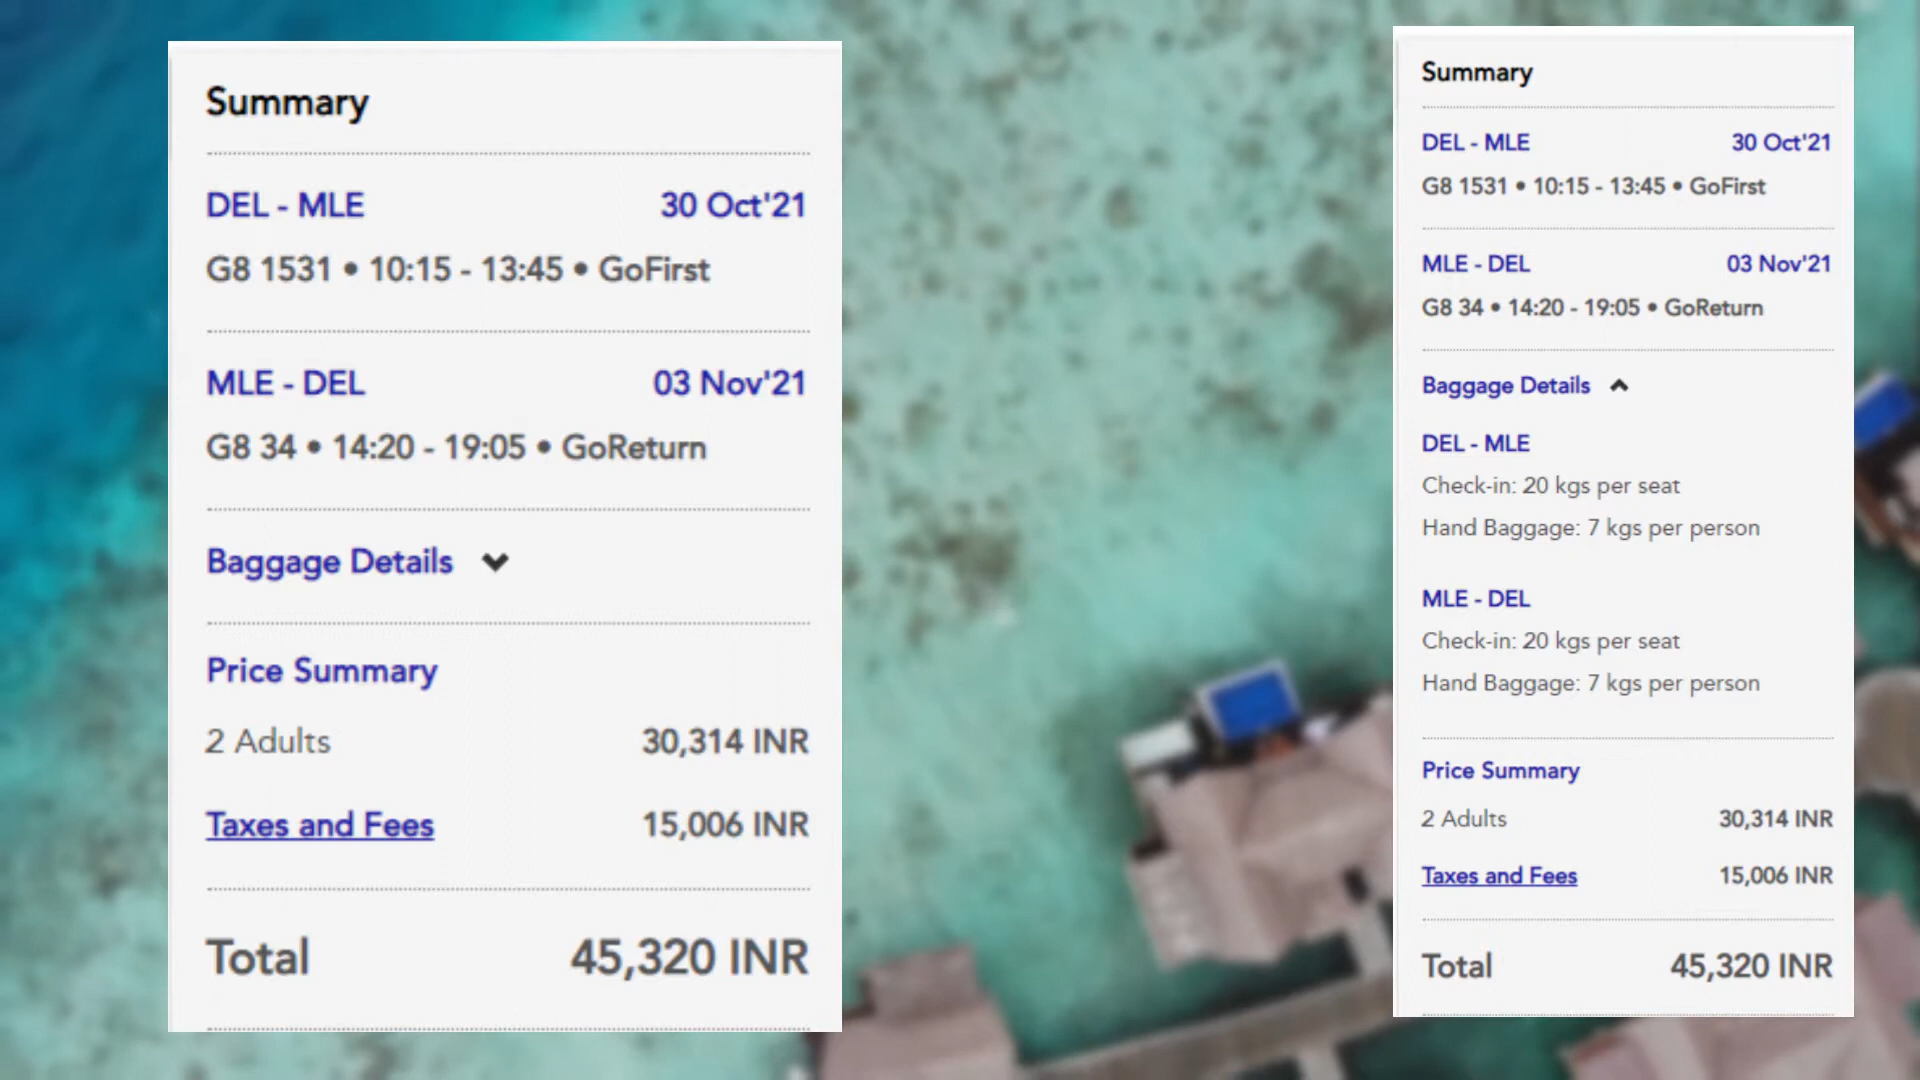 Summary
DEL - MLE 30 Oct'21
G8 1531 • 10:15 - 13:45 • GoFirst
MLE - DEL 03 Nov'21
G8 34 • 14:20 - 19:05 • GoReturn
Baggage Details
Price Summary
2 Adults 30,314 INR
Taxes and Fees 15,006 INR
Total 45,320 INR
Summary
DEL - MLE 30 Oct'21
G8 1531 • 10:15 - 13:45 • GoFirst
MLE - DEL 03 Nov'21
G8 34 • 14:20 - 19:05 • GoReturn
Baggage Details
DEL - MLE
Check-in: 20 kgs per seat
Hand Baggage: 7 kgs per person
MLE - DEL
Check-in: 20 kgs per seat
Hand Baggage: 7 kgs per person
Price Summary
2 Adults 30,314 INR
Taxes and Fees 15,006 INR
Total 45,320 INR